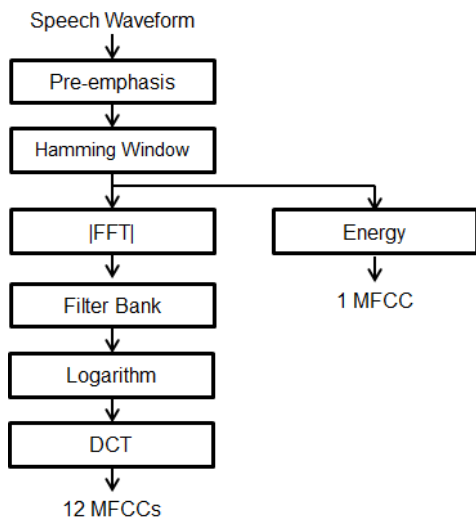 Speech Waveform
Pre-emphasis
Hamming Window
|FFT|
Energy
1 MFCC
Filter Bank
Logarithm
DCT
12 MFCCs